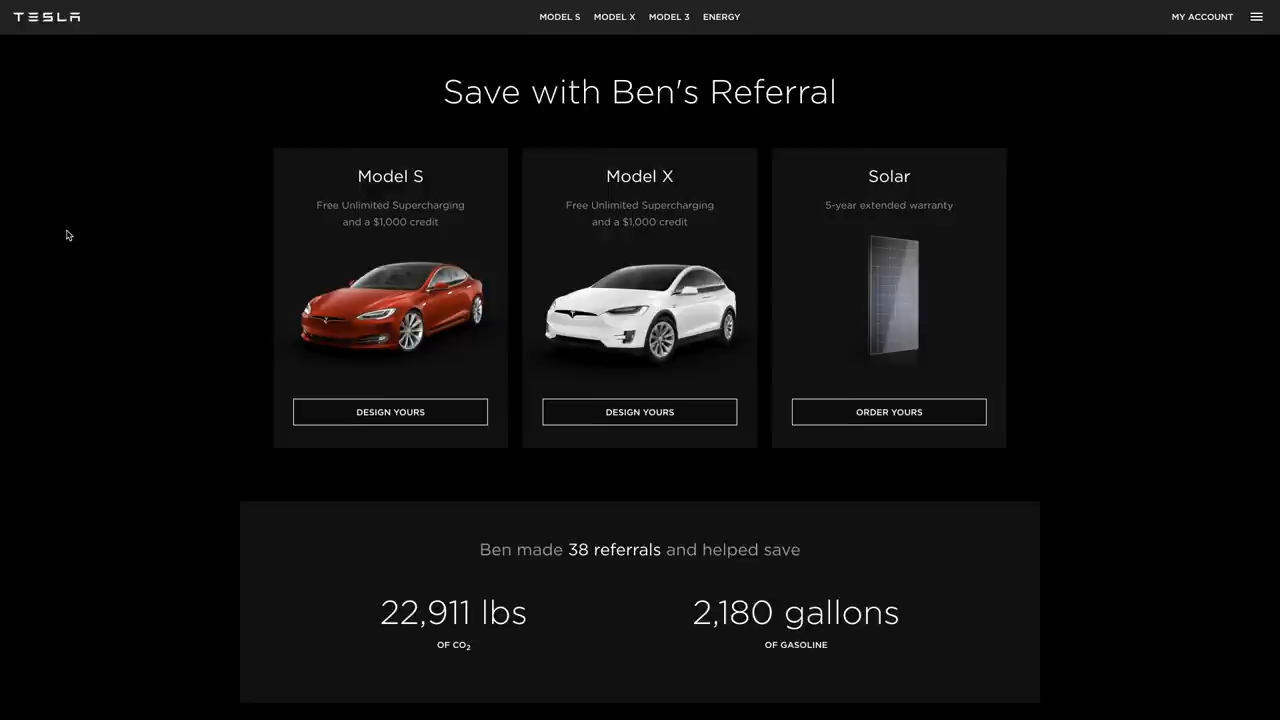 TESLA
MODEL S MODEL X MODEL 3 ENERGY
MY ACCOUNT
Save with Ben's Referral
Model S
Free Unlimited Supercharging
and a $1,000 credit
DESIGN YOURS
Model X
Free Unlimited Supercharging
and a $1,000 credit
DESIGN YOURS
Solar
5-year extended warranty
ORDER YOURS
Ben made 38 referrals and helped save
22,911 lbs
OF CO₂
2,180 gallons
OF GASOLINE